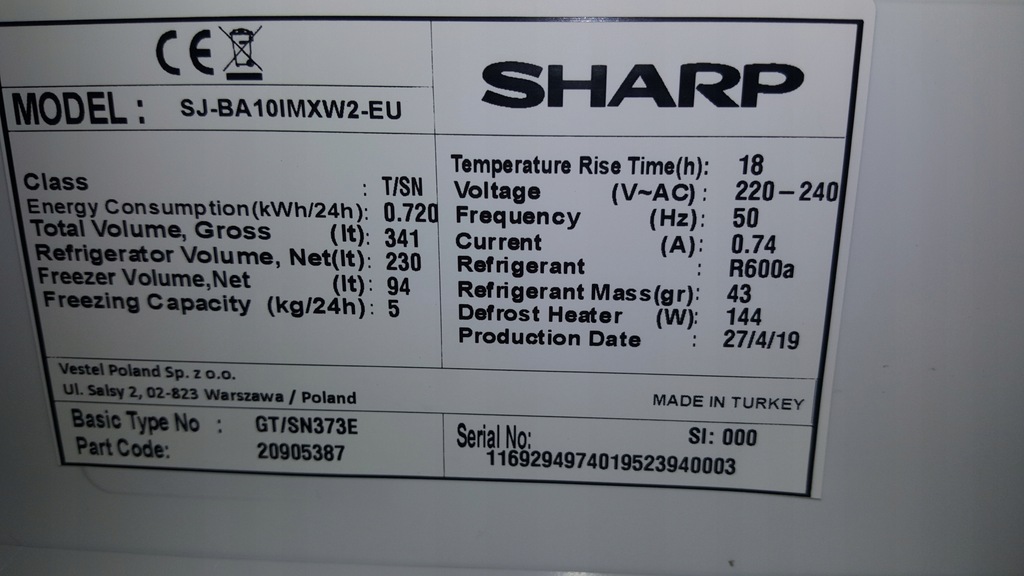 CE
MODEL : SJ-BA10IMXW2-EU
SHARP
Class : T/SN
Energy Consumption(kWh/24h): 0.720
Total Volume, Gross (lt): 341
Refrigerator Volume, Net(lt): 230
Freezer Volume,Net (lt): 94
Freezing Capacity (kg/24h): 5
Temperature Rise Time(h): 18
Voltage (V~AC) : 220-240
Frequency (Hz): 50
Current (A): 0.74
Refrigerant : R600a
Refrigerant Mass(gr): 43
Defrost Heater (W): 144
Production Date : 27/4/19
Vestel Poland Sp. z o.o.
Ul. Salsy 2, 02-823 Warszawa / Poland
MADE IN TURKEY
Basic Type No : GT/SN373E
Part Code: 20905387
Serial No: SI: 000
1169294974019523940003